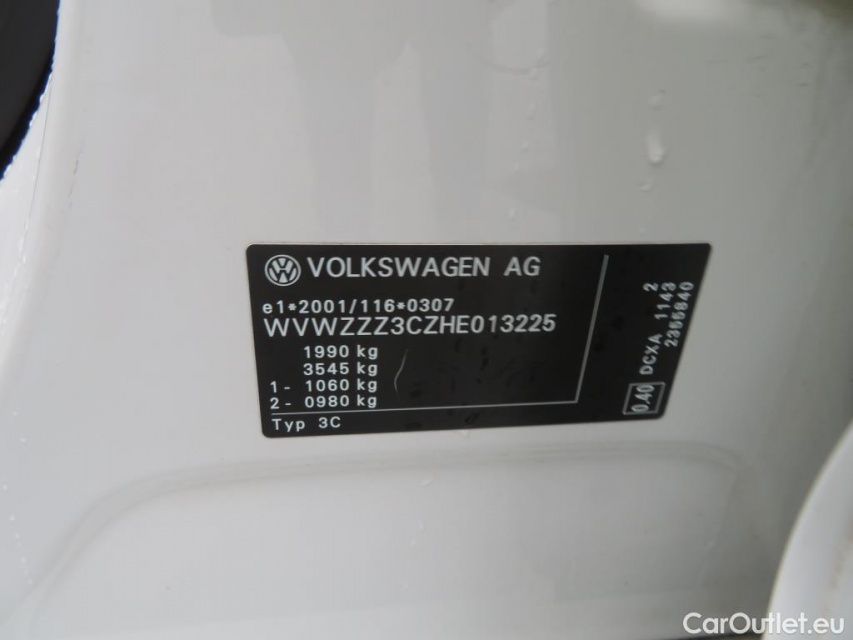 VOLKSWAGEN AG
e1*2001/116*0307
WVWZZZ3CZHE013225
1990 kg
3545 kg
1 - 1060 kg
2 - 0980 kg
Typ 3C
0.40 DCXA 1143 2
2355840
CarOutlet.eu